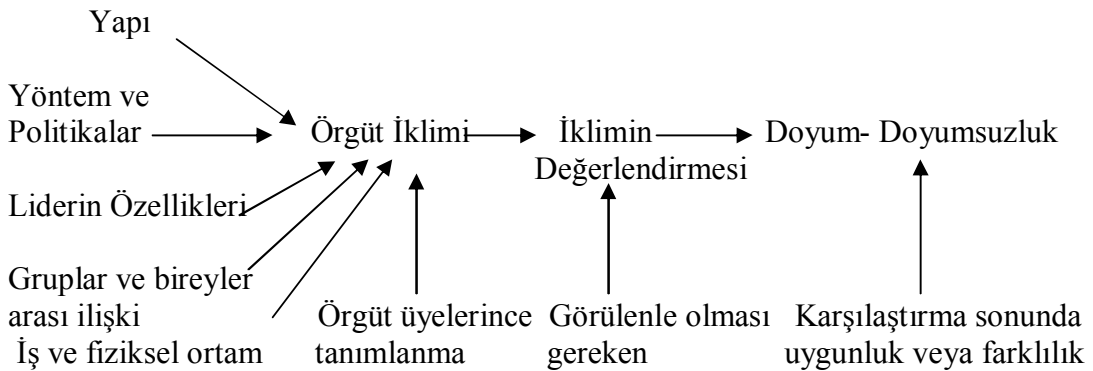 Yapı
Yöntem ve
Politikalar
Örgüt İklimi
İklimin
Değerlendirmesi
Doyum- Doyumsuzluk
Liderin Özellikleri
Gruplar ve bireyler
arası ilişki
İş ve fiziksel ortam
Örgüt üyelerince
tanımlanma
Görülenle olması
gereken
Karşılaştırma sonunda
uygunluk veya farklılık